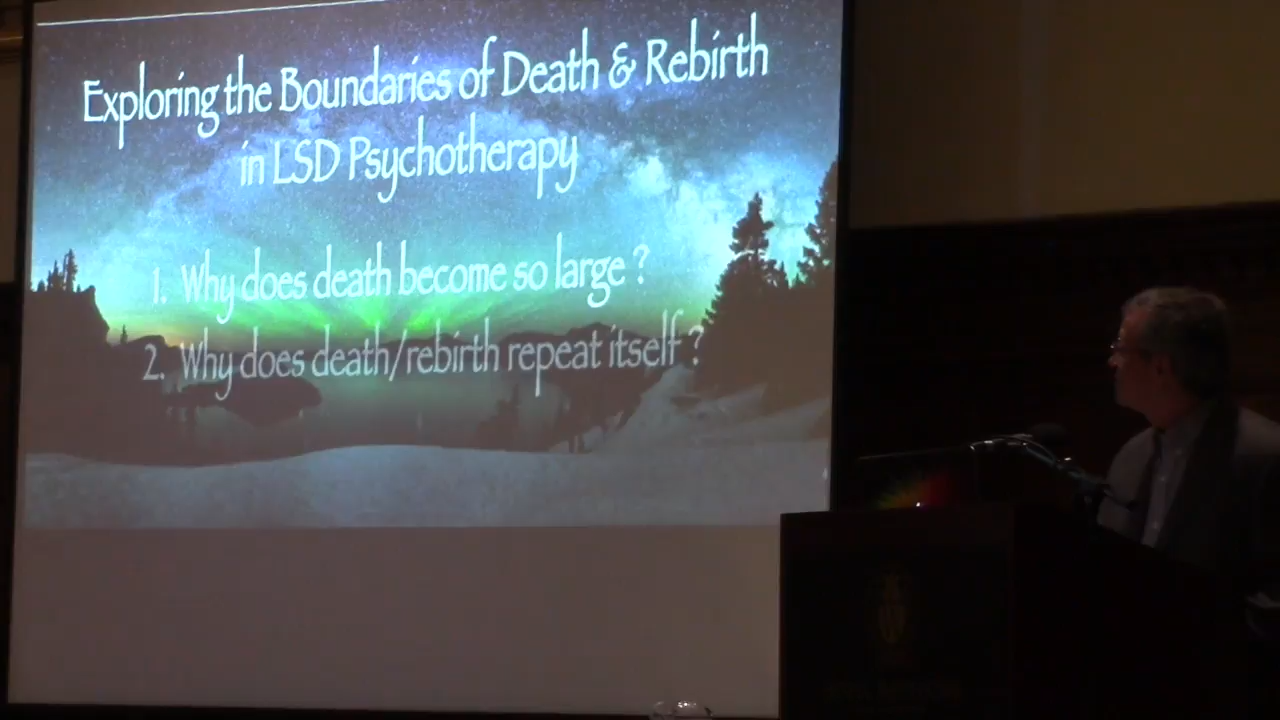 Exploring the Boundaries of Death & Rebirth
in LSD Psychotherapy
1. Why does death become so large ?
2. Why does death/rebirth repeat itself ?